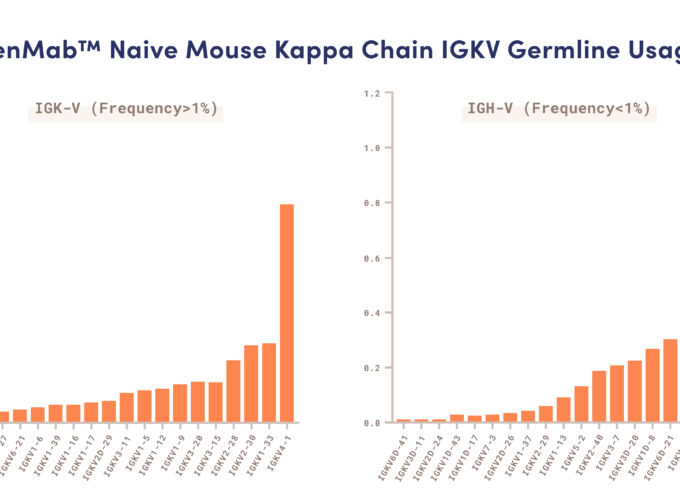 enMab™ Naive Mouse Kappa Chain IGKV Germline Usag
IGK-V (Frequency>1%)
IGH-V (Frequency<1%)
1.2
1.0
0.8
0.6
0.4
0.2
0.0
-27
IGKV6-21
IGKV1-6
IGKV1-39
IGKV1-16
IGKV1-17
IGKV2D-29
IGKV3-11
IGKV1-5
IGKV1-12
IGKV1-9
IGKV3-20
IGKV3-15
IGKV2-28
IGKV2-30
IGKV1-33
IGKV4-1
IGKV6D-41
IGKV3D-11
IGKV2D-24
IGKV1D-43
IGKV1D-17
IGKV7-3
IGKV2D-26
IGKV1-37
IGKV2-29
IGKV1-13
IGKV5-2
IGKV2-40
IGKV3-7
IGKV3D-20
IGKV1D-8
IGKV6D-21